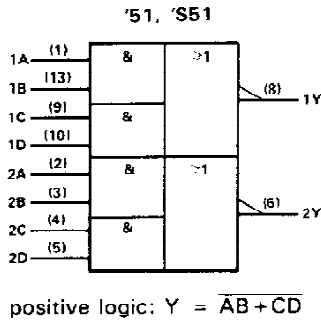 '51, 'S51
1A (1) & ≥1
1B (13)
(8) 1Y
1C (9) &
1D (10)
2A (2) & ≥1
2B (3)
(6) 2Y
2C (4) &
2D (5)
positive logic: Y = \overline{AB + CD}